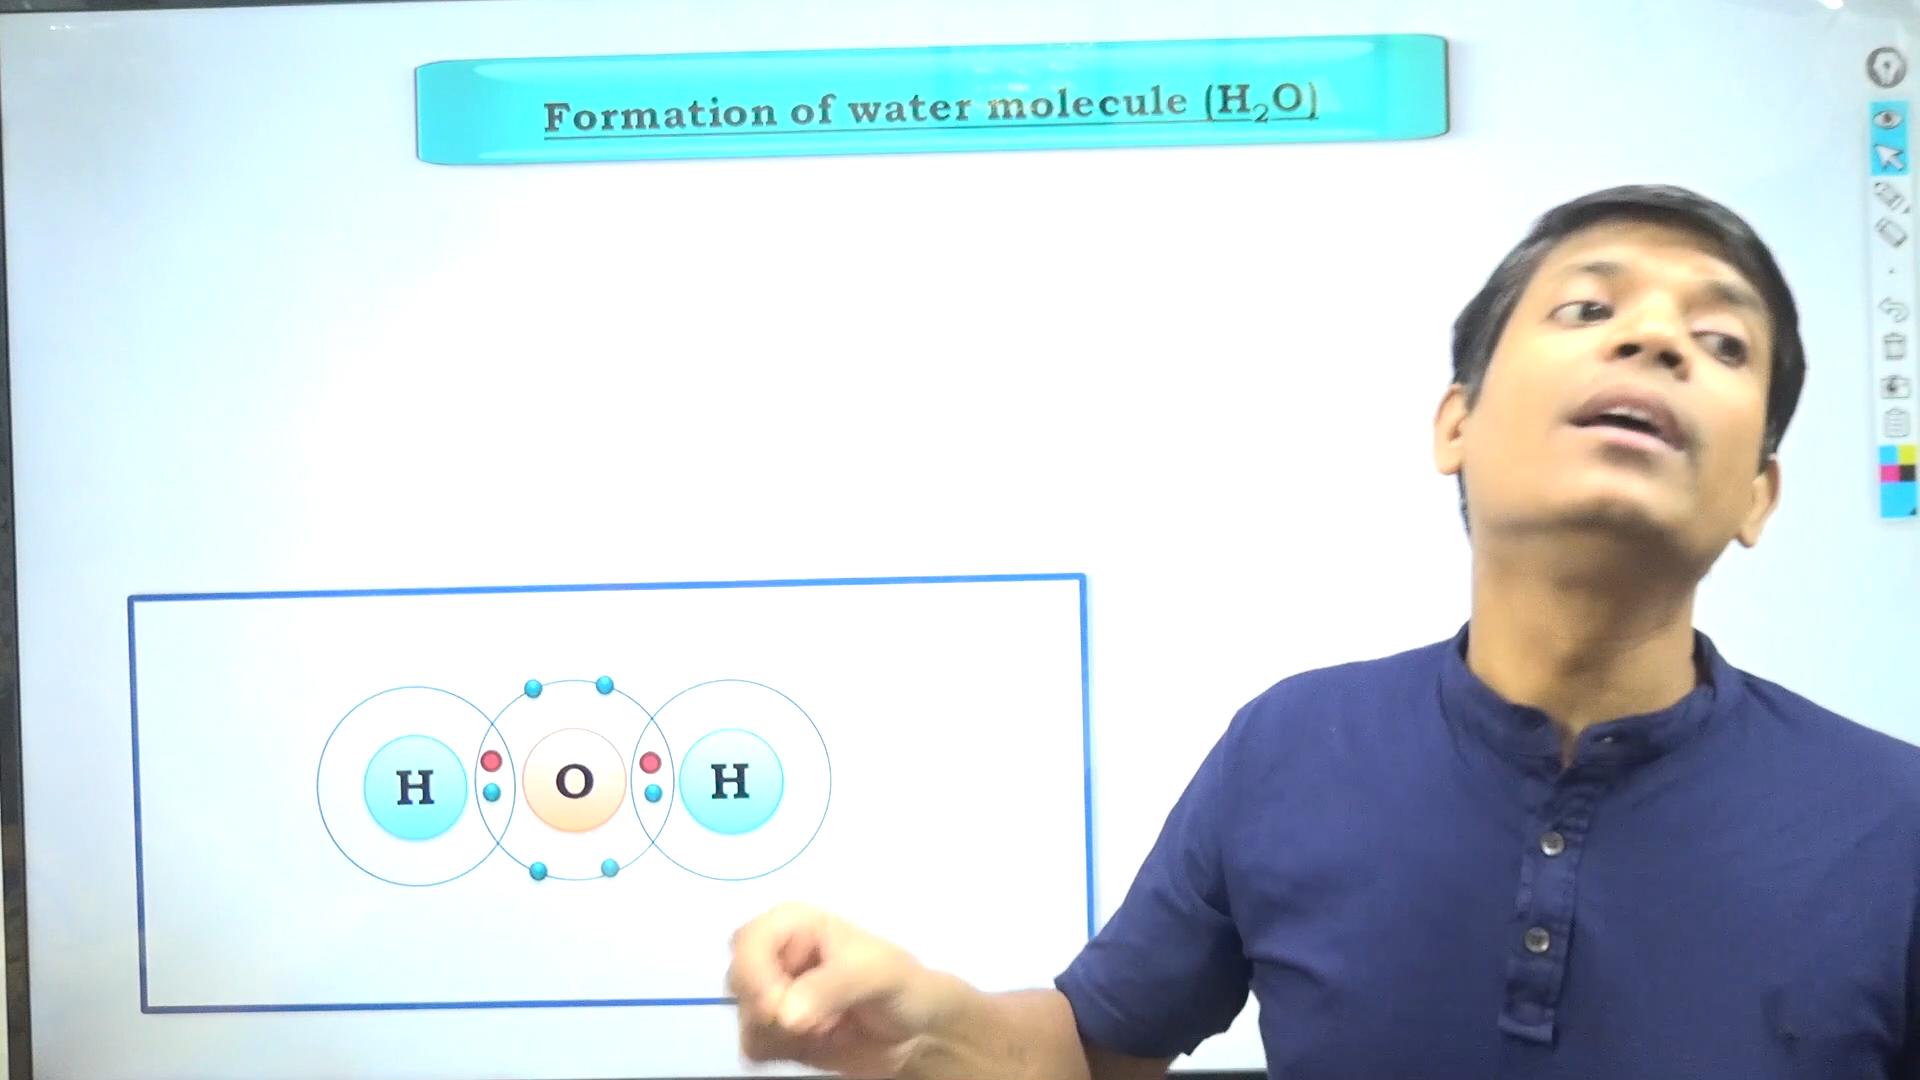 Formation of water molecule (H₂O)
H O H